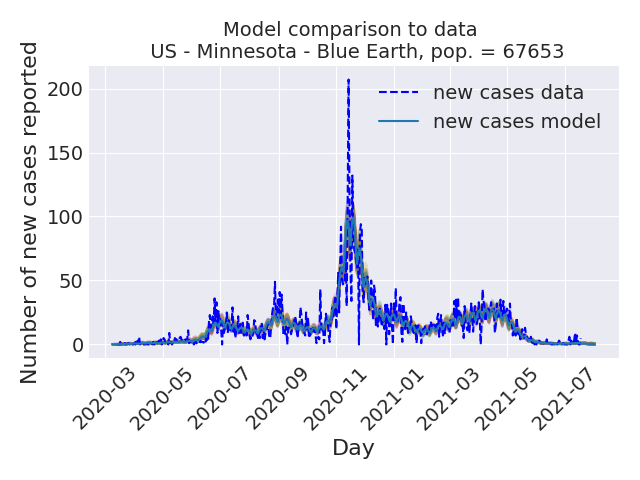 Model comparison to data
US - Minnesota - Blue Earth, pop. = 67653
Number of new cases reported
200
150
100
50
0
new cases data
new cases model
2020-03
2020-05
2020-07
2020-09
2020-11
2021-01
2021-03
2021-05
2021-07
Day